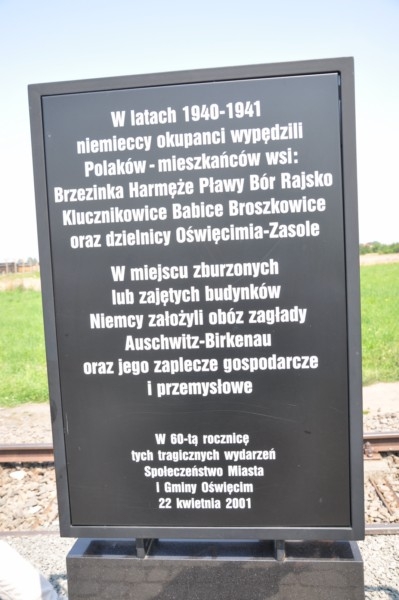 W latach 1940-1941
niemieccy okupanci wypędzili
Polaków - mieszkańców wsi:
Brzezinka Harmęże Pławy Bór Rajsko
Klucznikowice Babice Broszkowice
oraz dzielnicy Oświęcimia-Zasole
W miejscu zburzonych
lub zajętych budynków
Niemcy założyli obóz zagłady
Auschwitz-Birkenau
oraz jego zaplecze gospodarcze
i przemysłowe
W 60-tą rocznicę
tych tragicznych wydarzeń
Społeczeństwo Miasta
i Gminy Oświęcim
22 kwietnia 2001